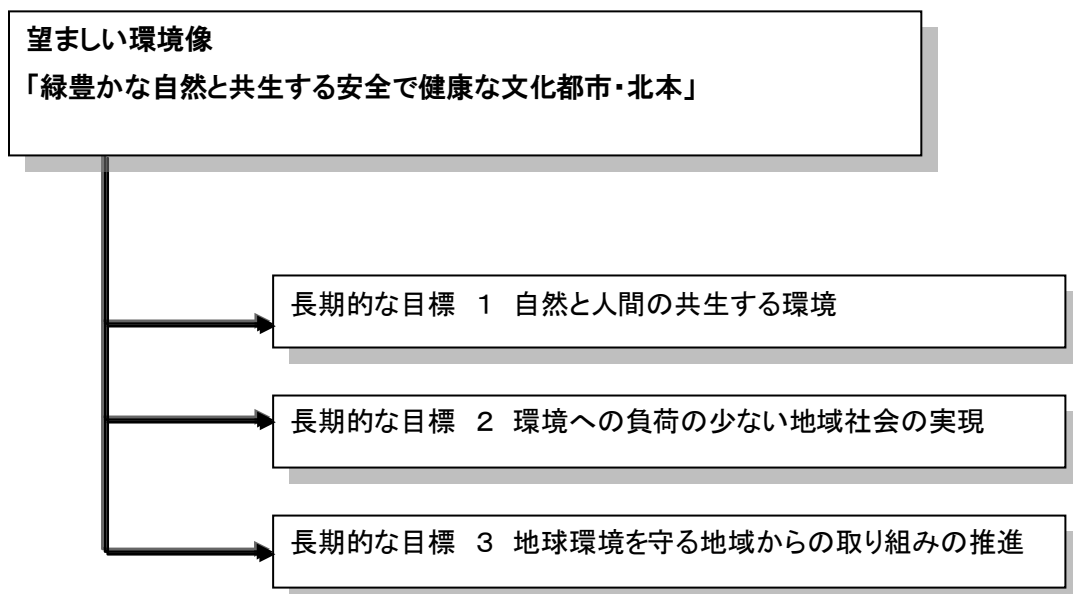 望ましい環境像
「緑豊かな自然と共生する安全で健康な文化都市・北本」
長期的な目標　１　自然と人間の共生する環境
長期的な目標　２　環境への負荷の少ない地域社会の実現
長期的な目標　３　地球環境を守る地域からの取り組みの推進